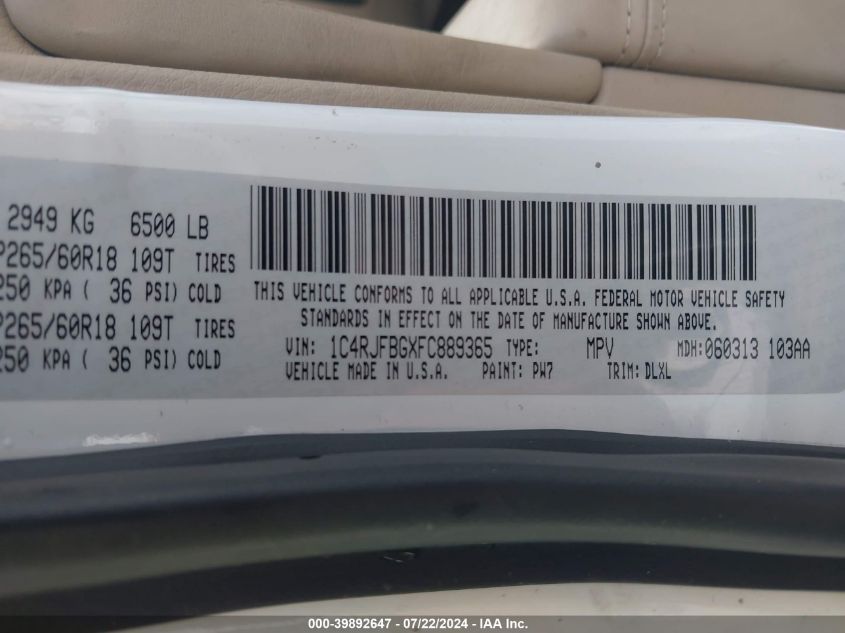 2949 KG 6500 LB
P265/60R18 109T TIRES
250 KPA ( 36 PSI) COLD
P265/60R18 109T TIRES
250 KPA ( 36 PSI) COLD
THIS VEHICLE CONFORMS TO ALL APPLICABLE U.S.A. FEDERAL MOTOR VEHICLE SAFETY
STANDARDS IN EFFECT ON THE DATE OF MANUFACTURE SHOWN ABOVE.
VIN: 1C4RJFBGXFC889365 TYPE: MPV MDH: 060313 103AA
VEHICLE MADE IN U.S.A. PAINT: PW7 TRIM: DLXL
000-39892647 - 07/22/2024 - IAA Inc.